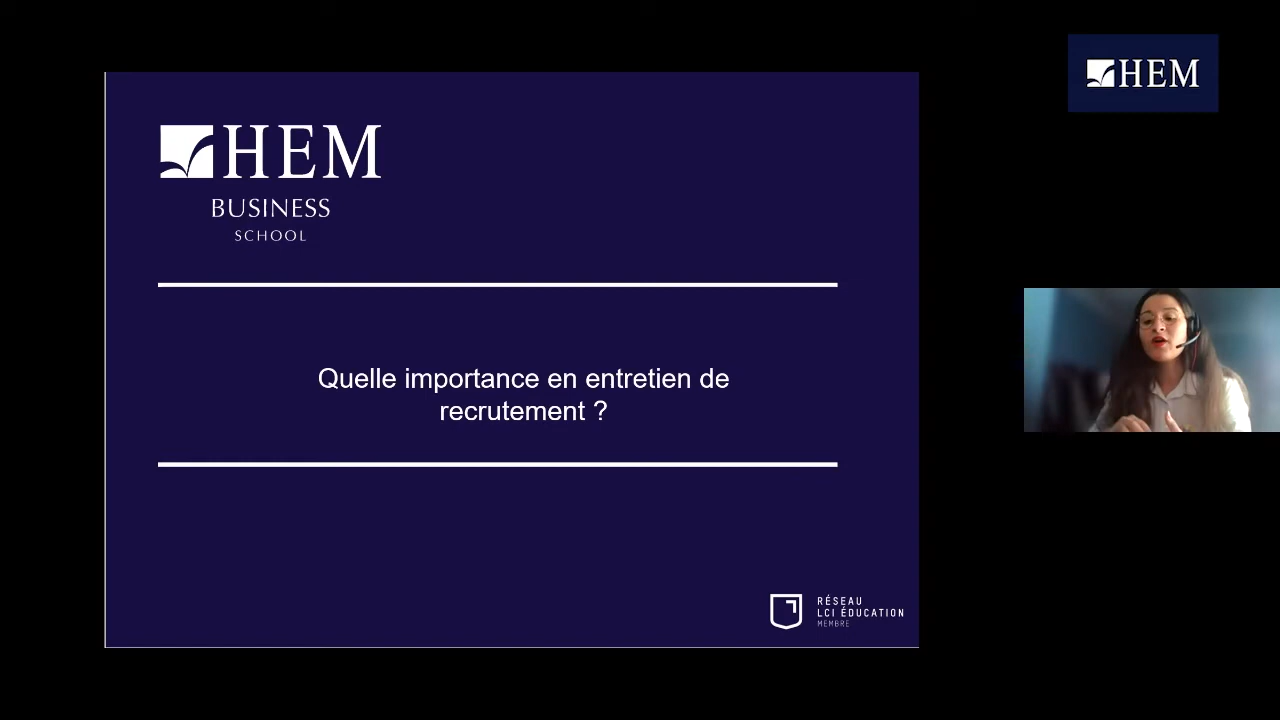 HEM
HEM
BUSINESS
SCHOOL
Quelle importance en entretien de
recrutement ?
RÉSEAU
LCI ÉDUCATION
MEMBRE